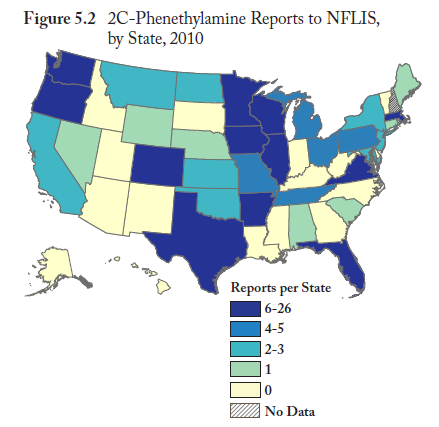 Figure 5.2 2C-Phenethylamine Reports to NFLIS,
by State, 2010
Reports per State
6-26
4-5
2-3
1
0
No Data